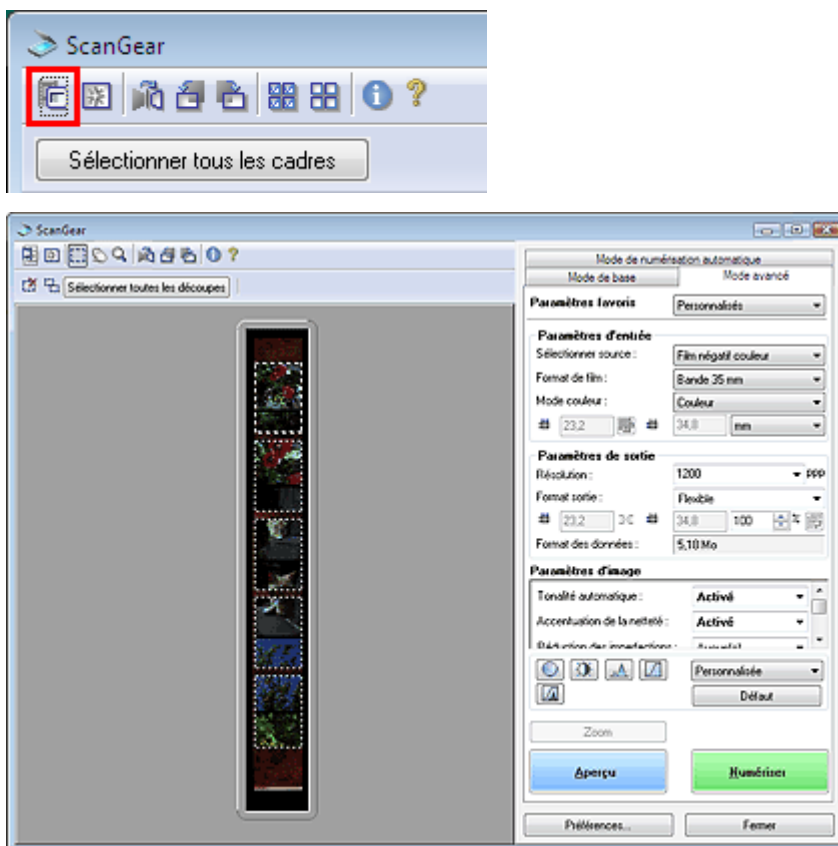 ScanGear
Sélectionner tous les cadres
ScanGear
Sélectionner toutes les découpes
Mode de numérisation automatique
Mode de base Mode avancé
Paramètres favoris Personnalisés
Paramètres d'entrée
Sélectionner source : Film négatif couleur
Format de film : Bande 35 mm
Mode couleur : Couleur
23,2 34,8 mm
Paramètres de sortie
Résolution : 1200 ppp
Format sortie : Flexible
23,2 34,8 100 %
Format des données : 5,18 Mo
Paramètres d'image
Tonalité automatique : Activé
Accentuation de la netteté : Activé
Réduction des imperfections :
Personnalisée
Défaut
Zoom
Aperçu Numériser
Préférences... Fermer